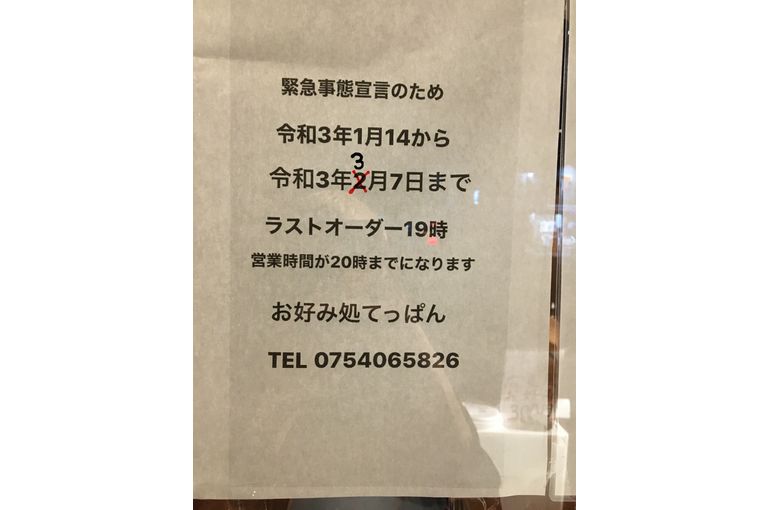 緊急事態宣言のため
令和3年1月14から
3
令和3年2月7日まで
ラストオーダー19時
営業時間が20時までになります
お好み処てっぱん
TEL 0754065826